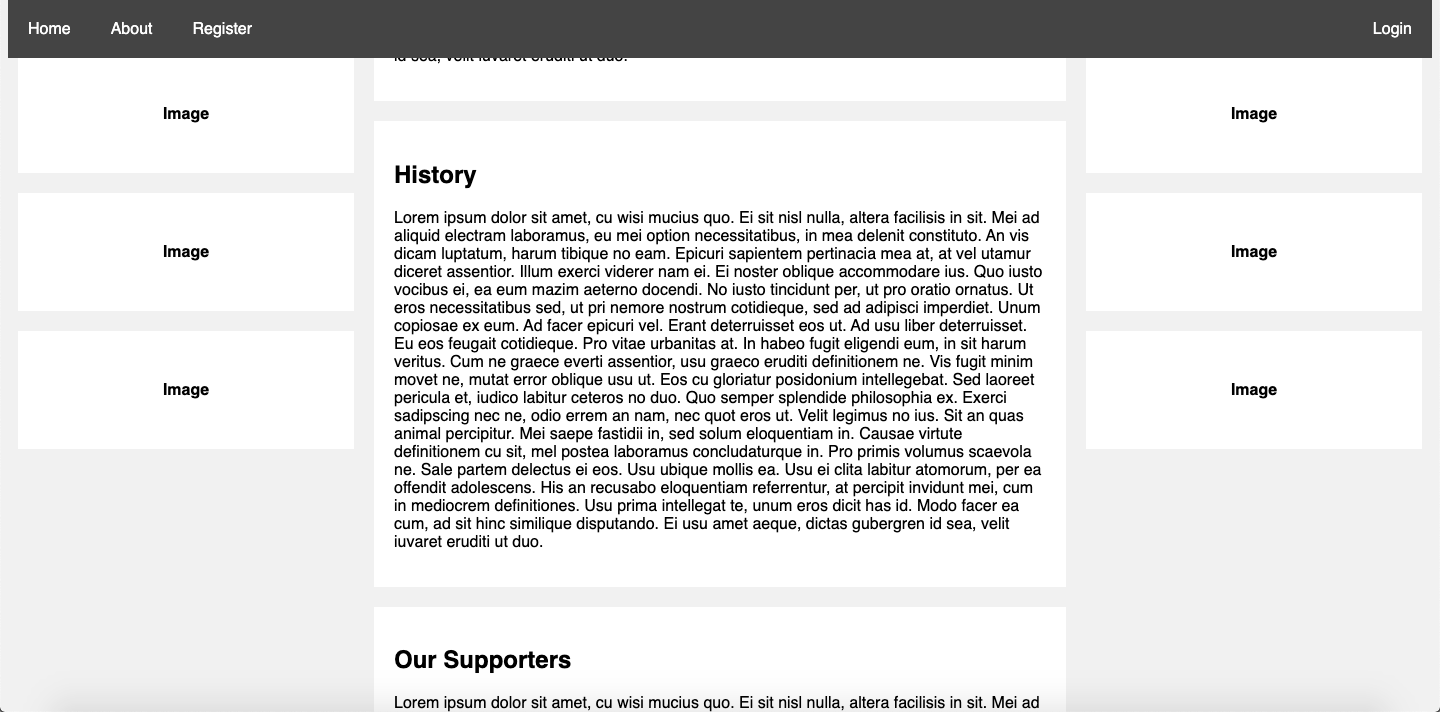 Home About Register Login
id sea, velit iuvaret eruditi ut duo.
Image
Image
Image
History
Lorem ipsum dolor sit amet, cu wisi mucius quo. Ei sit nisl nulla, altera facilisis in sit. Mei ad
aliquid electram laboramus, eu mei option necessitatibus, in mea delenit constituto. An vis
dicam luptatum, harum tibique no eam. Epicuri sapientem pertinacia mea at, at vel utamur
diceret assentior. Illum exerci viderer nam ei. Ei noster oblique accommodare ius. Quo iusto
vocibus ei, ea eum mazim aeterno docendi. No iusto tincidunt per, ut pro oratio ornatus. Ut
eros necessitatibus sed, ut pri nemore nostrum cotidieque, sed ad adipisci imperdiet. Unum
copiosae ex eum. Ad facer epicuri vel. Erant deterruisset eos ut. Ad usu liber deterruisset.
Eu eos feugait cotidieque. Pro vitae urbanitas at. In habeo fugit eligendi eum, in sit harum
veritus. Cum ne graece everti assentior, usu graeco eruditi definitionem ne. Vis fugit minim
movet ne, mutat error oblique usu ut. Eos cu gloriatur posidonium intellegebat. Sed laoreet
pericula et, iudico labitur ceteros no duo. Quo semper splendide philosophia ex. Exerci
sadipscing nec ne, odio errem an nam, nec quot eros ut. Velit legimus no ius. Sit an quas
animal percipitur. Mei saepe fastidii in, sed solum eloquentiam in. Causae virtute
definitionem cu sit, mel postea laboramus concludaturque in. Pro primis volumus scaevola
ne. Sale partem delectus ei eos. Usu ubique mollis ea. Usu ei clita labitur atomorum, per ea
offendit adolescens. His an recusabo eloquentiam referrentur, at percipit invidunt mei, cum
in mediocrem definitiones. Usu prima intellegat te, unum eros dicit has id. Modo facer ea
cum, ad sit hinc similique disputando. Ei usu amet aeque, dictas gubergren id sea, velit
iuvaret eruditi ut duo.
Our Supporters
Lorem ipsum dolor sit amet, cu wisi mucius quo. Ei sit nisl nulla, altera facilisis in sit. Mei ad
Image
Image
Image